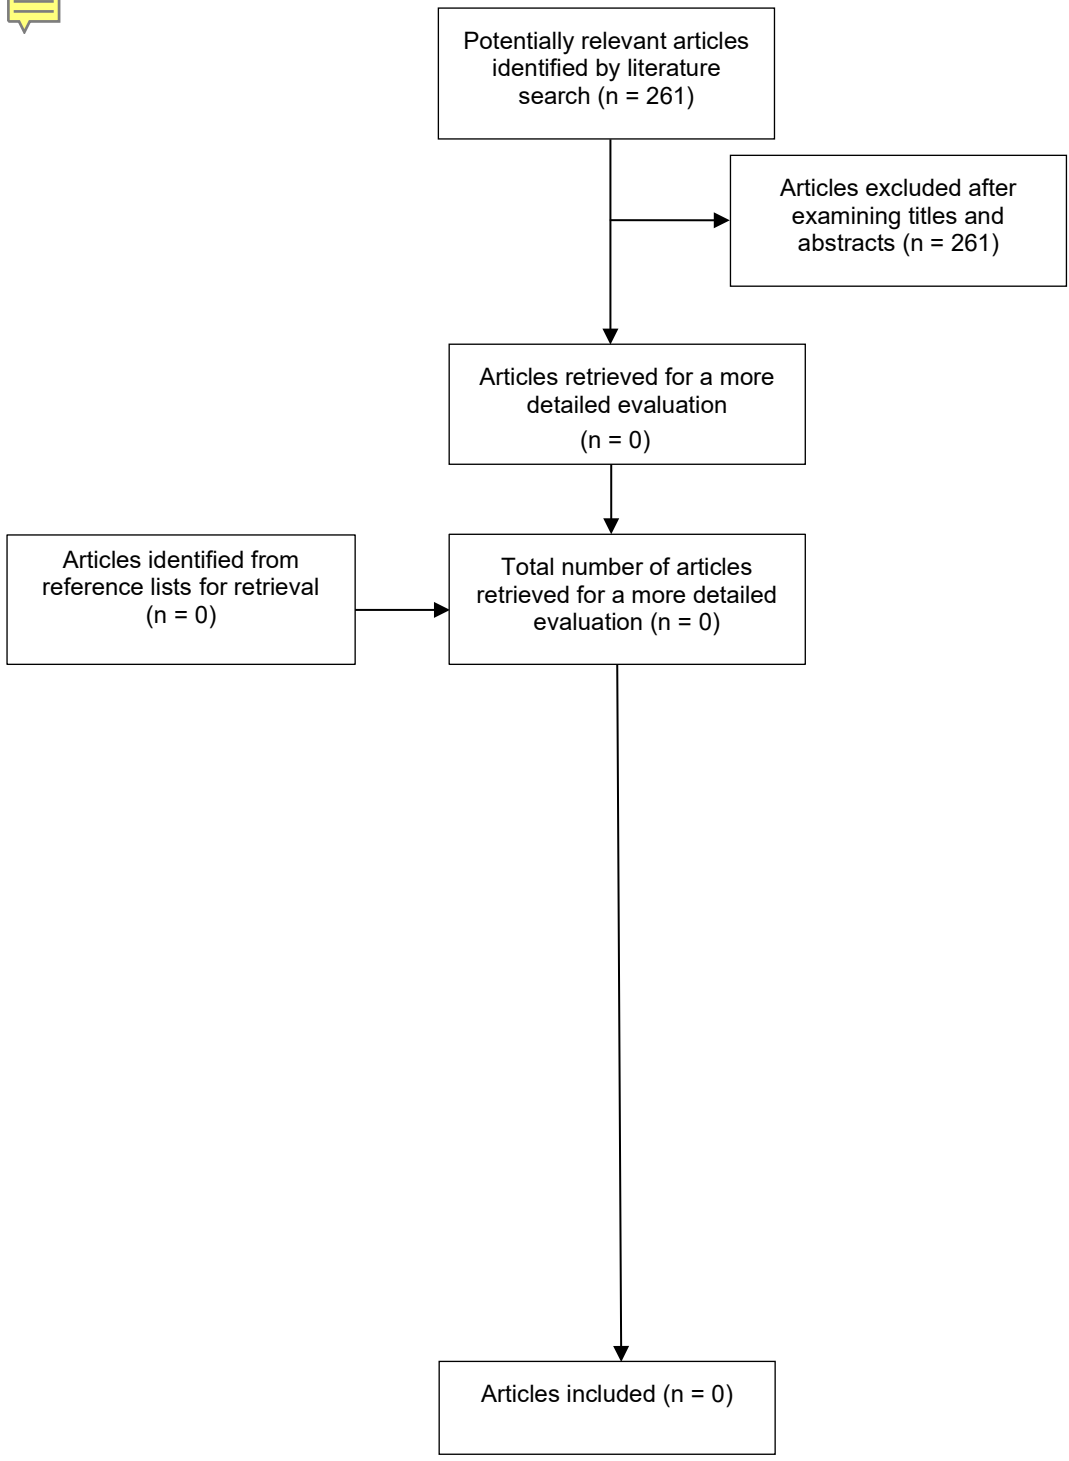 Potentially relevant articles
identified by literature
search (n = 261)
Articles excluded after
examining titles and
abstracts (n = 261)
Articles retrieved for a more
detailed evaluation
(n = 0)
Articles identified from
reference lists for retrieval
(n = 0)
Total number of articles
retrieved for a more detailed
evaluation (n = 0)
Articles included (n = 0)